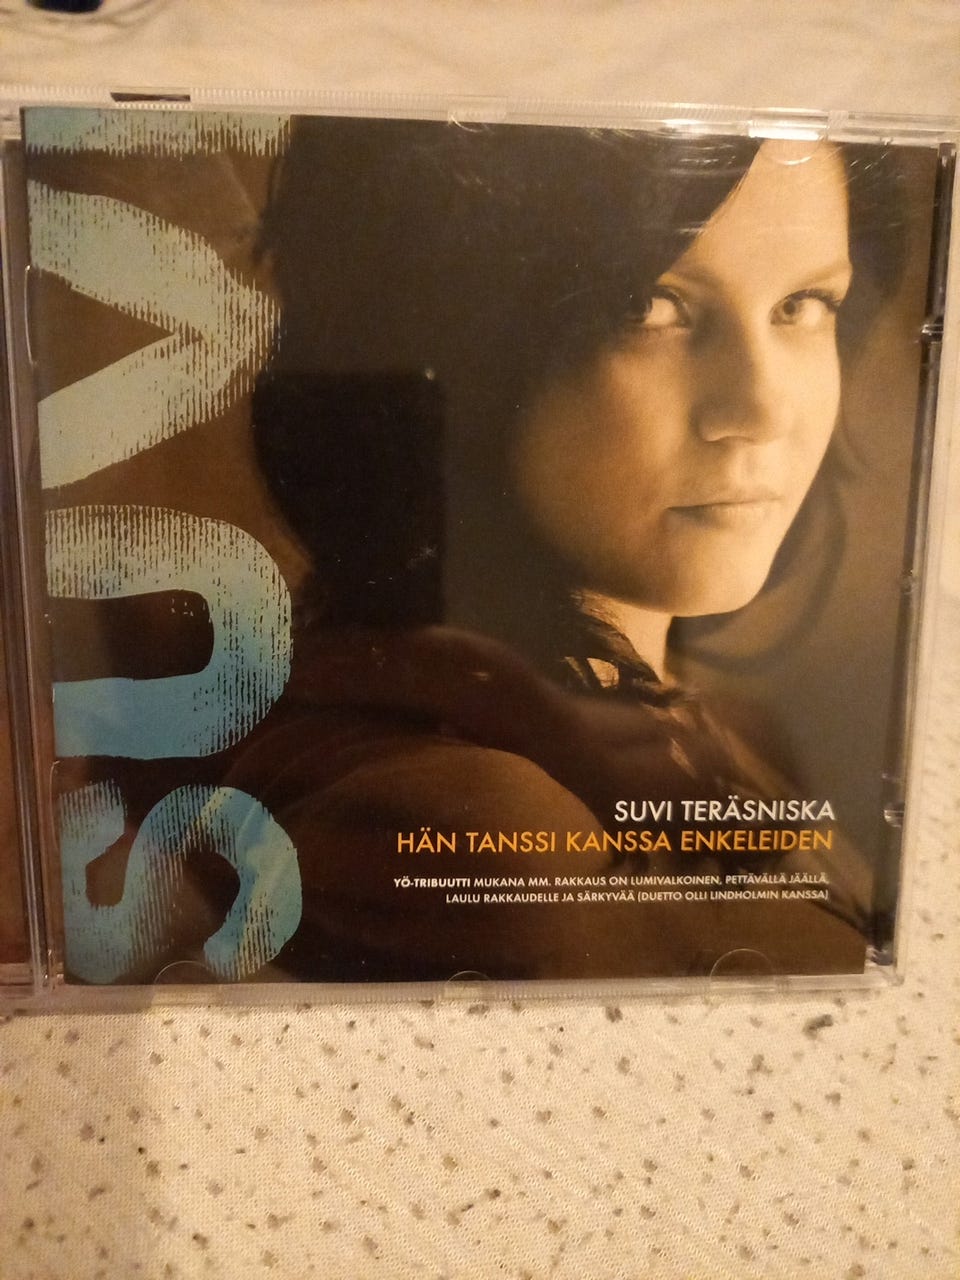 SUVI
SUVI TERÄSNISKA
HÄN TANSSI KANSSA ENKELEIDEN
YÖ-TRIBUUTTI MUKANA MM. RAKKAUS ON LUMIVALKOINEN, PETTÄVÄLLÄ JÄÄLLÄ,
LAULU RAKKAUDELLE JA SÄRKYVÄÄ (DUETTO OLLI LINDHOLMIN KANSSA)